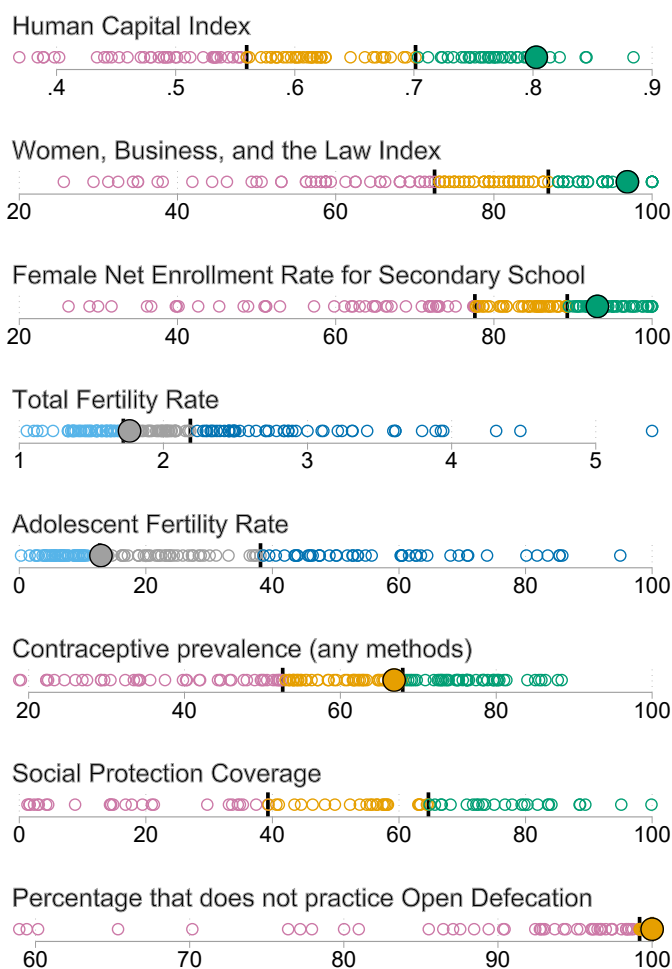 Human Capital Index
.4 .5 .6 .7 .8 .9
Women, Business, and the Law Index
20 40 60 80 100
Female Net Enrollment Rate for Secondary School
20 40 60 80 100
Total Fertility Rate
1 2 3 4 5
Adolescent Fertility Rate
0 20 40 60 80 100
Contraceptive prevalence (any methods)
20 40 60 80 100
Social Protection Coverage
0 20 40 60 80 100
Percentage that does not practice Open Defecation
60 70 80 90 100